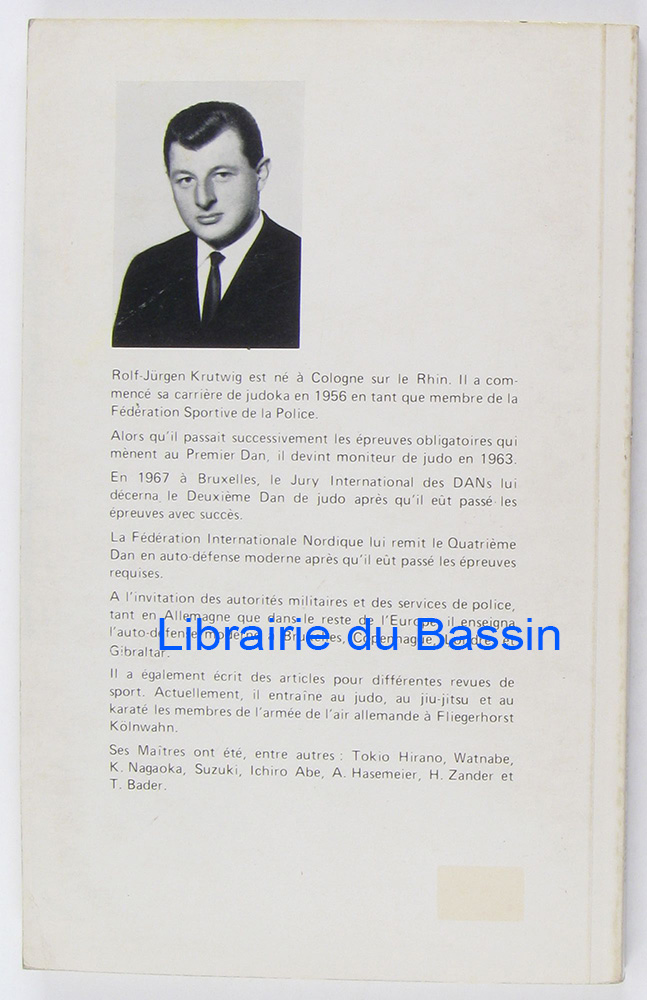 Rolf-Jürgen Krutwig est né à Cologne sur le Rhin. Il a com-
mencé sa carrière de judoka en 1956 en tant que membre de la
Fédération Sportive de la Police.
Alors qu'il passait successivement les épreuves obligatoires qui
mènent au Premier Dan, il devint moniteur de judo en 1963.
En 1967 à Bruxelles, le Jury International des DANs lui
décerna le Deuxième Dan de judo après qu'il eût passé les
épreuves avec succès.
La Fédération Internationale Nordique lui remit le Quatrième
Dan en auto-défense moderne après qu'il eût passé les épreuves
requises.
A l'invitation des autorités militaires et des services de police,
tant en Allemagne que dans le reste de l'Europe, il enseigna
l'auto-défense moderne à Bruxelles, Copenhague, Londres et
Librairie du Bassin
Gibraltar.
Il a également écrit des articles pour différentes revues de
sport. Actuellement, il entraîne au judo, au jiu-jitsu et au
karaté les membres de l'armée de l'air allemande à Fliegerhorst
Kölnwahn.
Ses Maîtres ont été, entre autres : Tokio Hirano, Watnabe,
K. Nagaoka, Suzuki, Ichiro Abe, A. Hasemeier, H. Zander et
T. Bader.